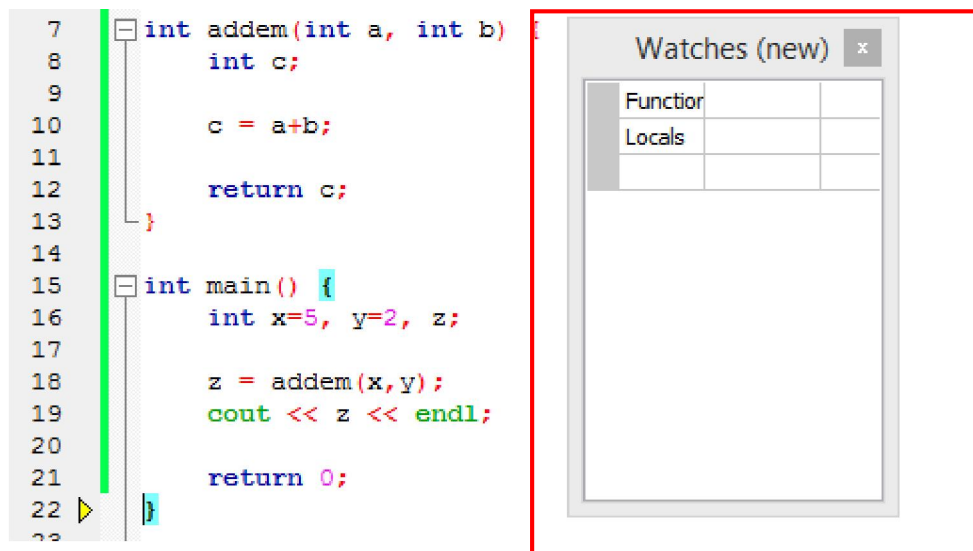 7 int addem(int a, int b) {
8 int c;
9
10 c = a+b;
11
12 return c;
13 }
14
15 int main() {
16 int x=5, y=2, z;
17
18 z = addem(x,y);
19 cout << z << endl;
20
21 return 0;
22 }
Watches (new) x
Function
Locals